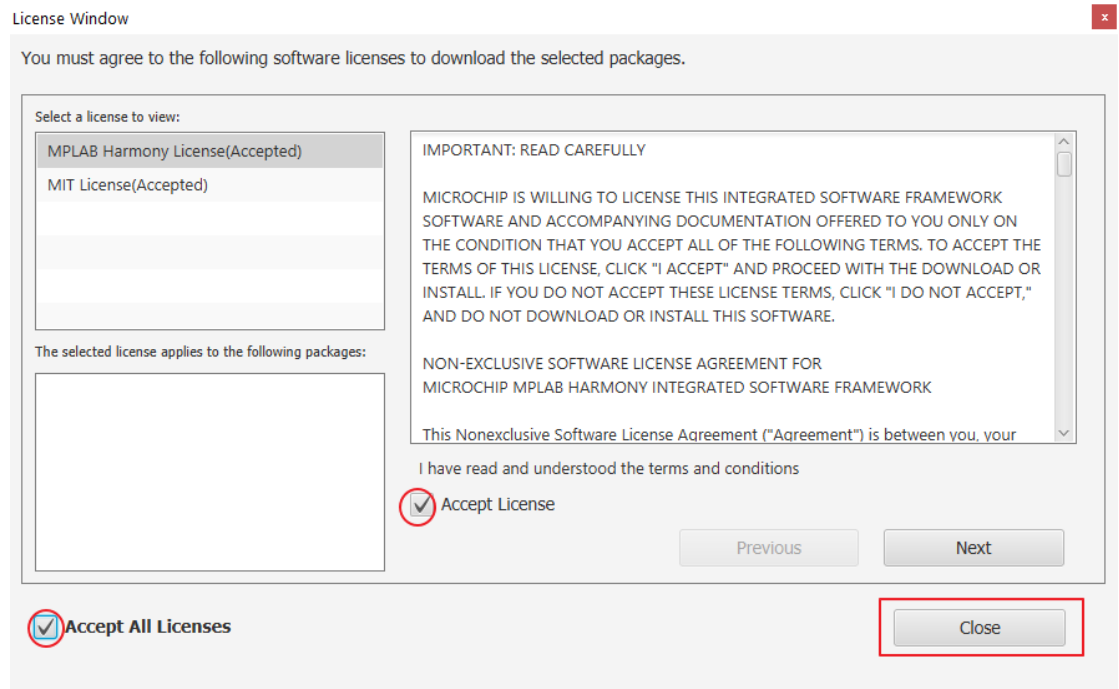 License Window
x
You must agree to the following software licenses to download the selected packages.
Select a license to view:
MPLAB Harmony License(Accepted)
MIT License(Accepted)
The selected license applies to the following packages:
IMPORTANT: READ CAREFULLY
MICROCHIP IS WILLING TO LICENSE THIS INTEGRATED SOFTWARE FRAMEWORK
SOFTWARE AND ACCOMPANYING DOCUMENTATION OFFERED TO YOU ONLY ON
THE CONDITION THAT YOU ACCEPT ALL OF THE FOLLOWING TERMS. TO ACCEPT THE
TERMS OF THIS LICENSE, CLICK "I ACCEPT" AND PROCEED WITH THE DOWNLOAD OR
INSTALL. IF YOU DO NOT ACCEPT THESE LICENSE TERMS, CLICK "I DO NOT ACCEPT,"
AND DO NOT DOWNLOAD OR INSTALL THIS SOFTWARE.
NON-EXCLUSIVE SOFTWARE LICENSE AGREEMENT FOR
MICROCHIP MPLAB HARMONY INTEGRATED SOFTWARE FRAMEWORK
This Nonexclusive Software License Agreement ("Agreement") is between you, your
I have read and understood the terms and conditions
Accept License
Previous
Next
Accept All Licenses
Close